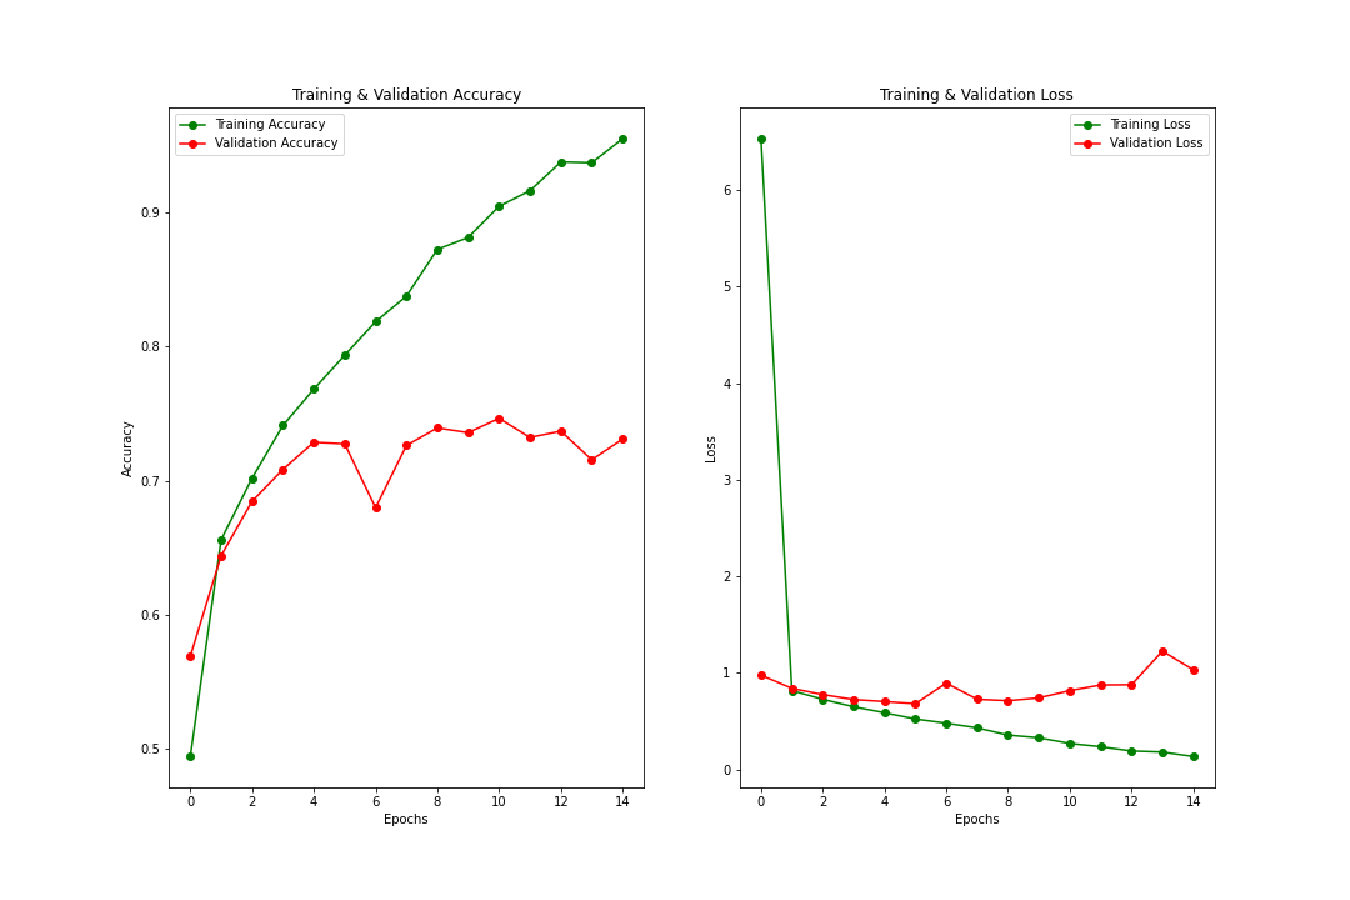 Training & Validation Accuracy
Training Accuracy
Validation Accuracy
0.9
0.8
0.7
0.6
0.5
Accuracy
0 2 4 6 8 10 12 14
Epochs
Training & Validation Loss
Training Loss
Validation Loss
6
5
4
3
2
1
0
Loss
0 2 4 6 8 10 12 14
Epochs